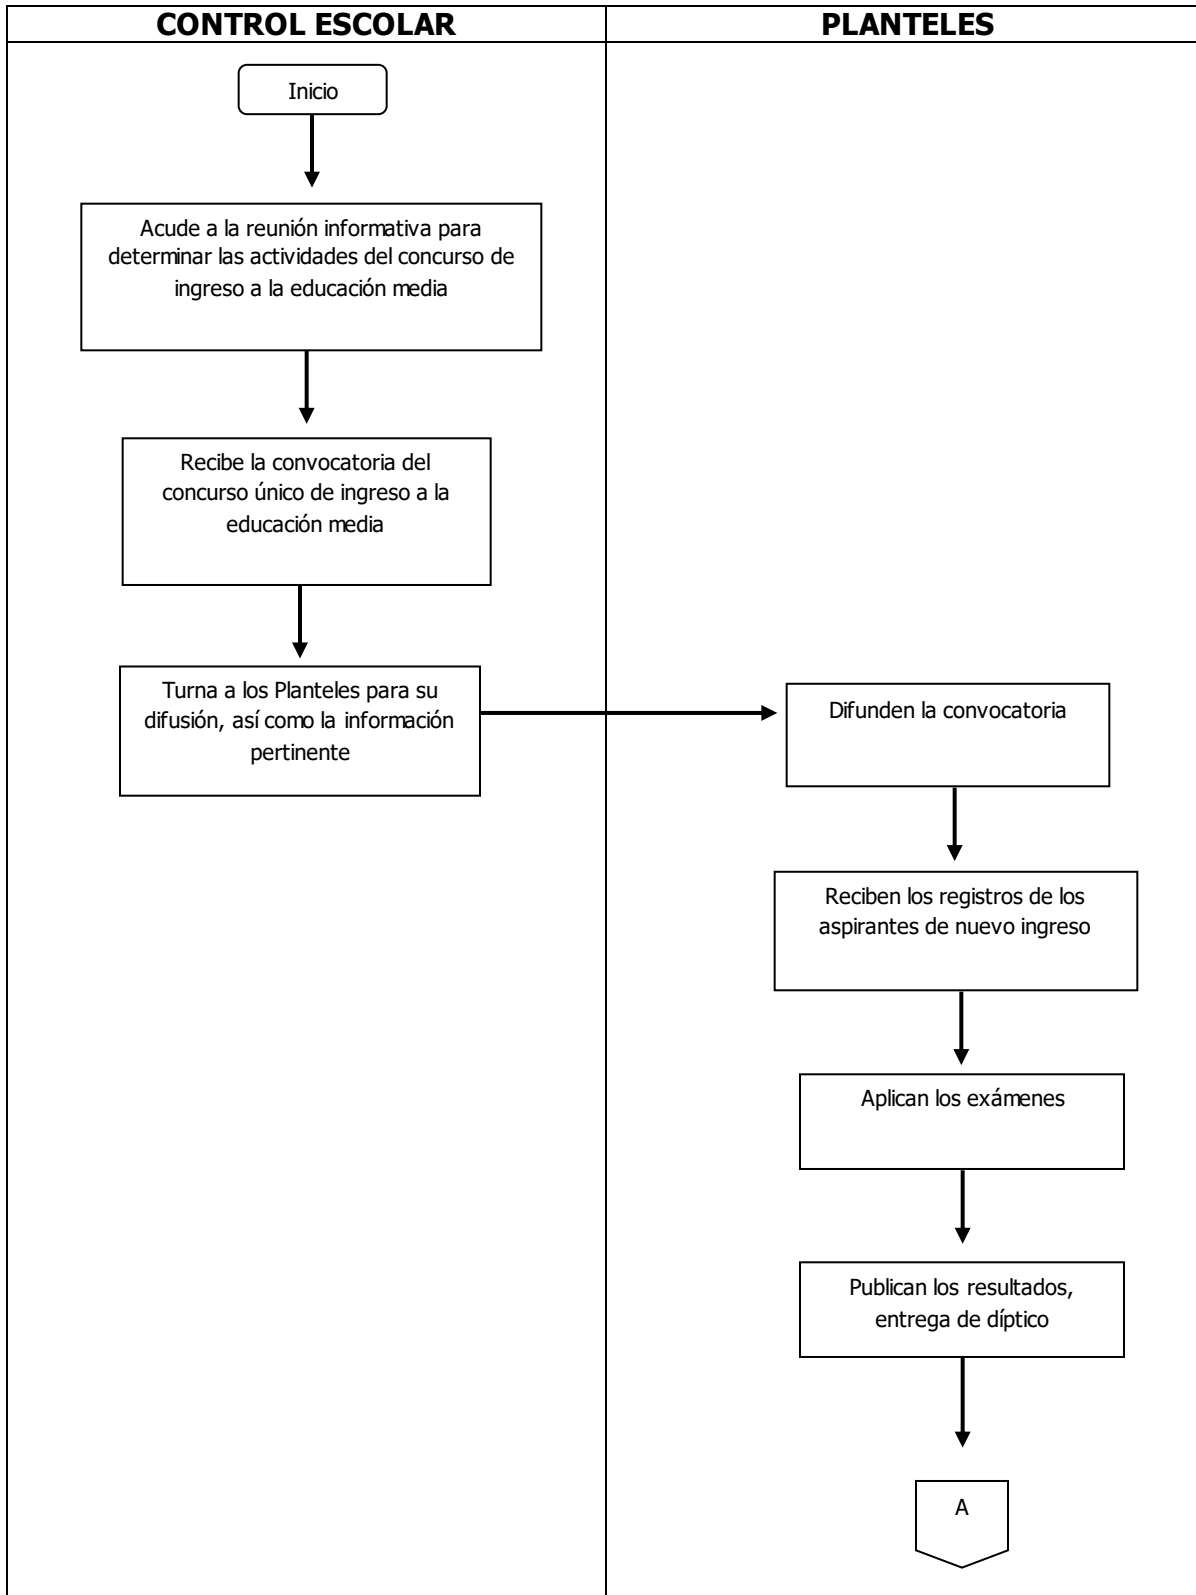 CONTROL ESCOLAR
PLANTELES
Inicio
Acude a la reunión informativa para
determinar las actividades del concurso de
ingreso a la educación media
Recibe la convocatoria del
concurso único de ingreso a la
educación media
Turna a los Planteles para su
difusión, así como la información
pertinente
Difunden la convocatoria
Reciben los registros de los
aspirantes de nuevo ingreso
Aplican los exámenes
Publican los resultados,
entrega de díptico
A